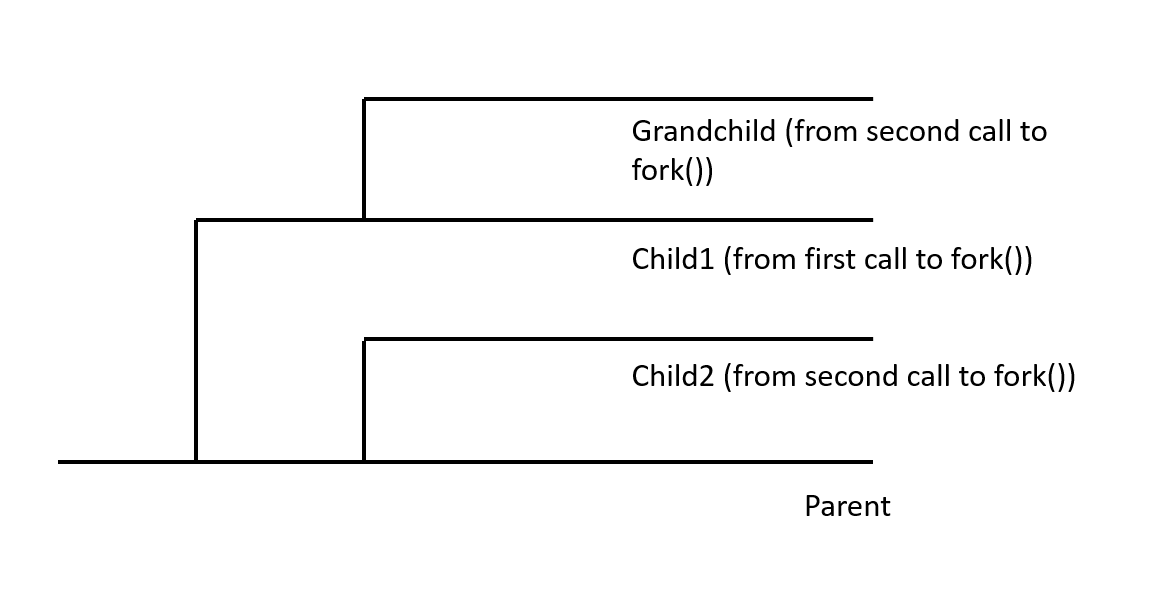 Grandchild (from second call to
fork())
Child1 (from first call to fork())
Child2 (from second call to fork())
Parent